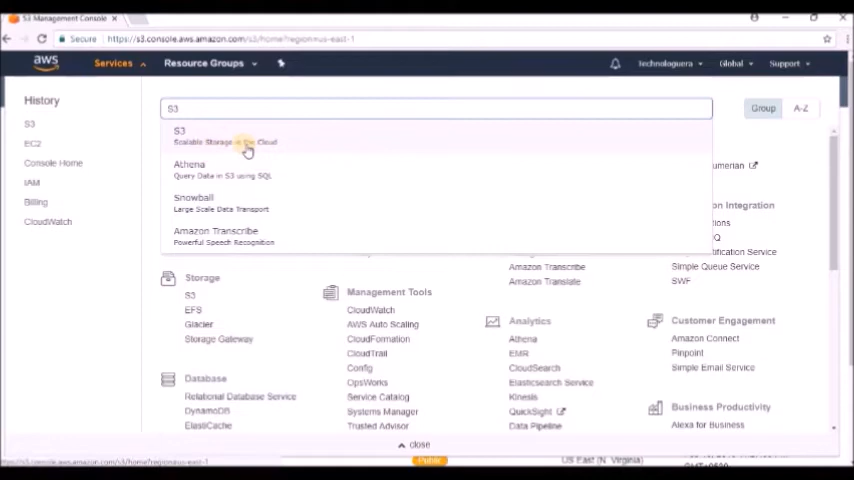 S3 Management Console
Secure
https://s3.console.aws.amazon.com/s3/home?region=us-east-1
aws
Services
Resource Groups
Technologuera
Global
Support
History
S3
EC2
Console Home
IAM
Billing
CloudWatch
S3
Group
A-Z
S3
Scalable Storage in the Cloud
Athena
Query Data in S3 using SQL
Snowball
Large Scale Data Transport
Amazon Transcribe
Powerful Speech Recognition
Storage
S3
EFS
Glacier
Storage Gateway
Database
Relational Database Service
DynamoDB
ElastiCache
Management Tools
CloudWatch
AWS Auto Scaling
CloudFormation
CloudTrail
Config
OpsWorks
Service Catalog
Systems Manager
Trusted Advisor
Amazon Transcribe
Amazon Translate
Analytics
Athena
EMR
CloudSearch
Elasticsearch Service
Kinesis
QuickSight
Data Pipeline
umerian
Integration
ions
Q
tification Service
Simple Queue Service
SWF
Customer Engagement
Amazon Connect
Pinpoint
Simple Email Service
Business Productivity
Alexa for Business
close
https://s3.console.aws.amazon.com/s3/home?region=us-east-1
Public
US East (N. Virginia)